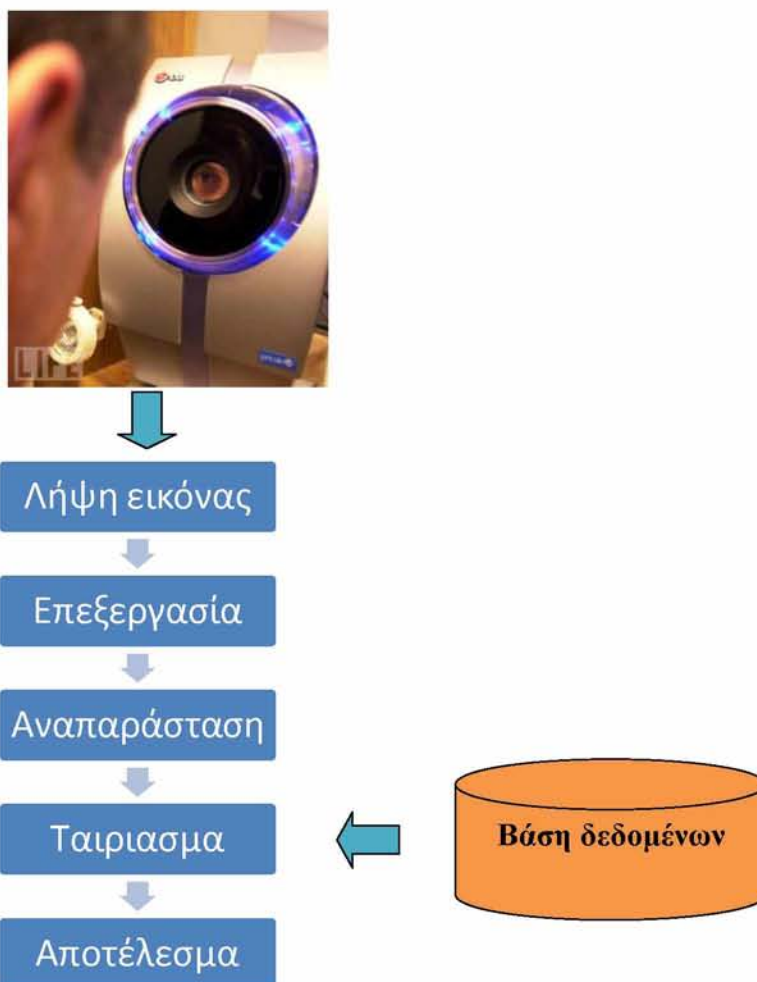 LIFE
Λήψη εικόνας
Επεξεργασία
Αναπαράσταση
Ταιριασμα
Βάση δεδομένων
Αποτέλεσμα